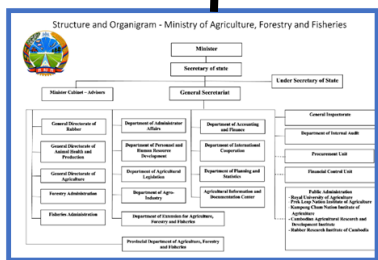 Structure and Organigram - Ministry of Agriculture, Forestry and Fisheries
Minister
Secretary of state
Under Secretary of State
Minister Cabinet - Advisors
General Secretariat
General Directorate of
Rubber
General Directorate of
Animal Health and
Production
General Directorate of
Agriculture
Forestry Administration
Fisheries Administration
Department of Administrator
Affairs
Department of Personnel and
Human Resource
Development
Department of Agricultural
Legislation
Department of Agro-
Industry
Department of Extension for Agriculture,
Forestry and Fisheries
Provincial Department of Agriculture, Forestry
and Fisheries
Department of Accounting
and Finance
Department of International
Cooperation
Department of Planning and
Statistics
Agricultural Information and
Documentation Center
General Inspectorate
Department of Internal Audit
Procurement Unit
Financial Control Unit
Public Administration
- Royal University of Agriculture
- Prek Leap Nation Institute of Agriculture
- Kampong Cham Nation Institute of
Agriculture
- Cambodian Agricultural Research and
Development Institute
- Rubber Research Institute of Cambodia